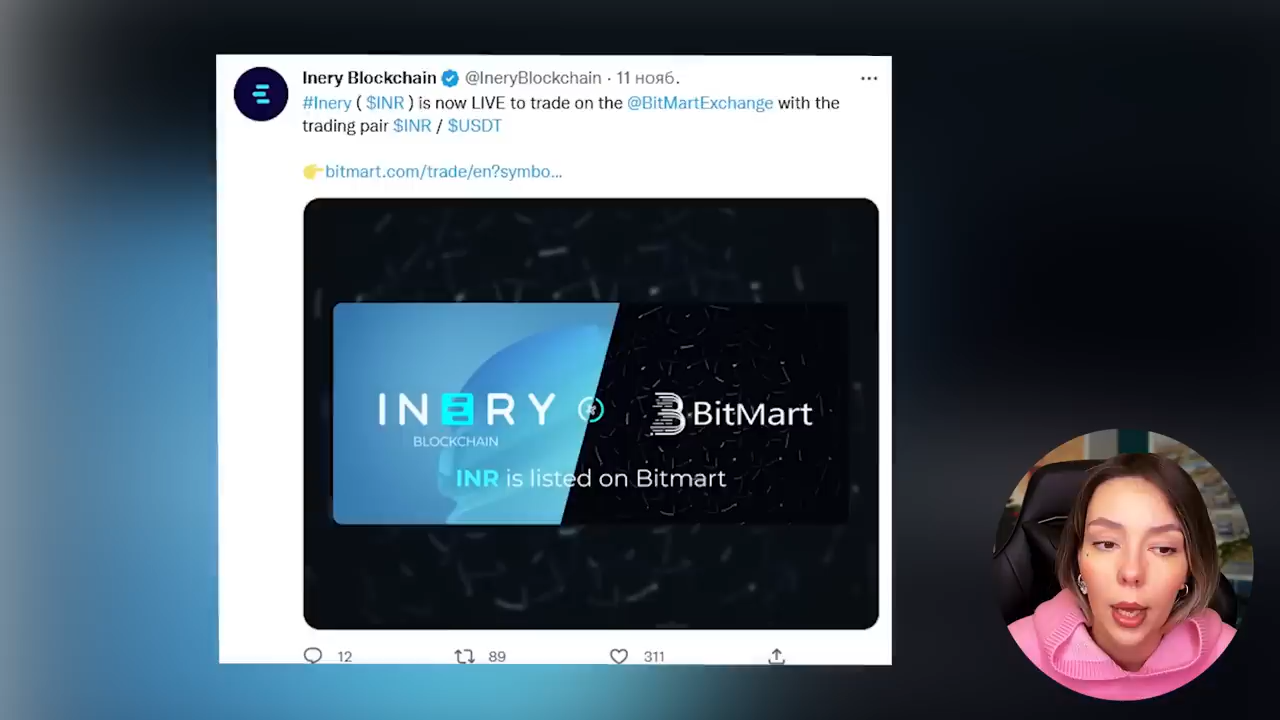 Inery Blockchain @IneryBlockchain · 11 нояб.
#Inery ( $INR ) is now LIVE to trade on the @BitMartExchange with the
trading pair $INR / $USDT
👉bitmart.com/trade/en?symbo...
INERY
BLOCKCHAIN
BitMart
INR is listed on Bitmart
12 89 311